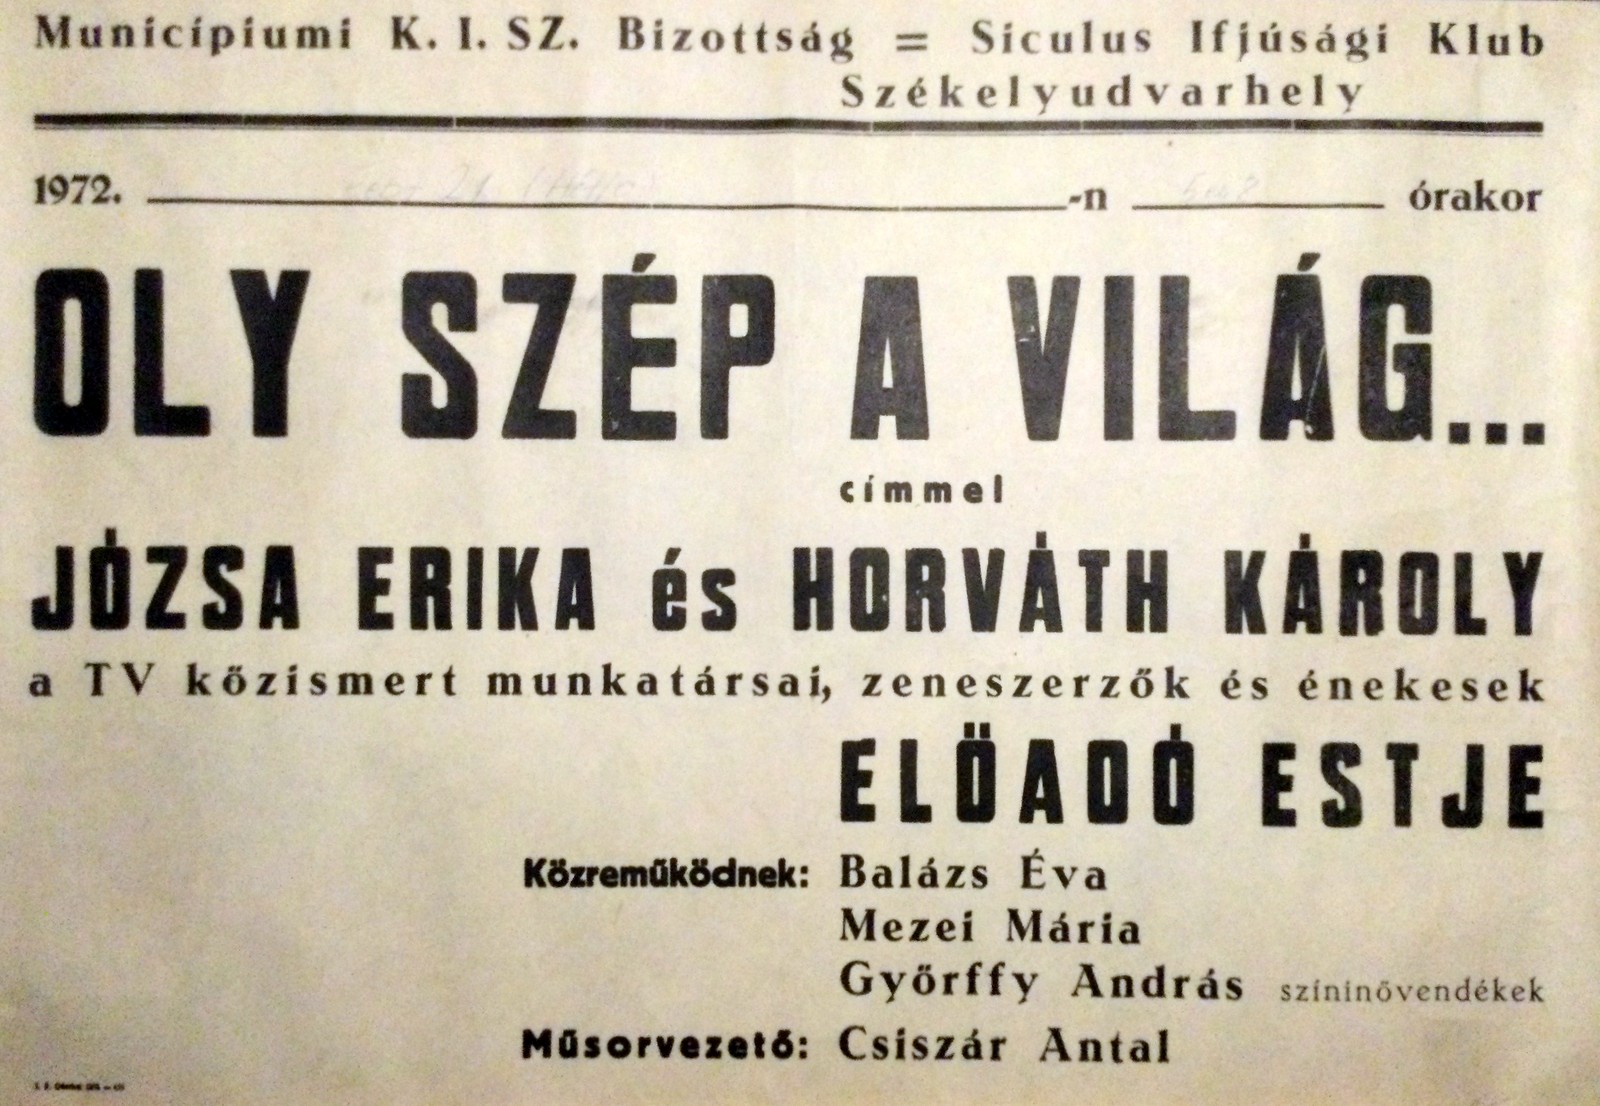 Municípiumi K. I. SZ. Bizottság = Siculus Ifjúsági Klub
Székelyudvarhely
1972. -n órakor
OLY SZÉP A VILÁG...
címmel
JÓZSA ERIKA és HORVÁTH KÁROLY
a TV közismert munkatársai, zeneszerzők és énekesek
ELŐADÓ ESTJE
Közreműködnek: Balázs Éva
Mezei Mária
Győrffy András színinövendékek
Műsorvezető: Csiszár Antal